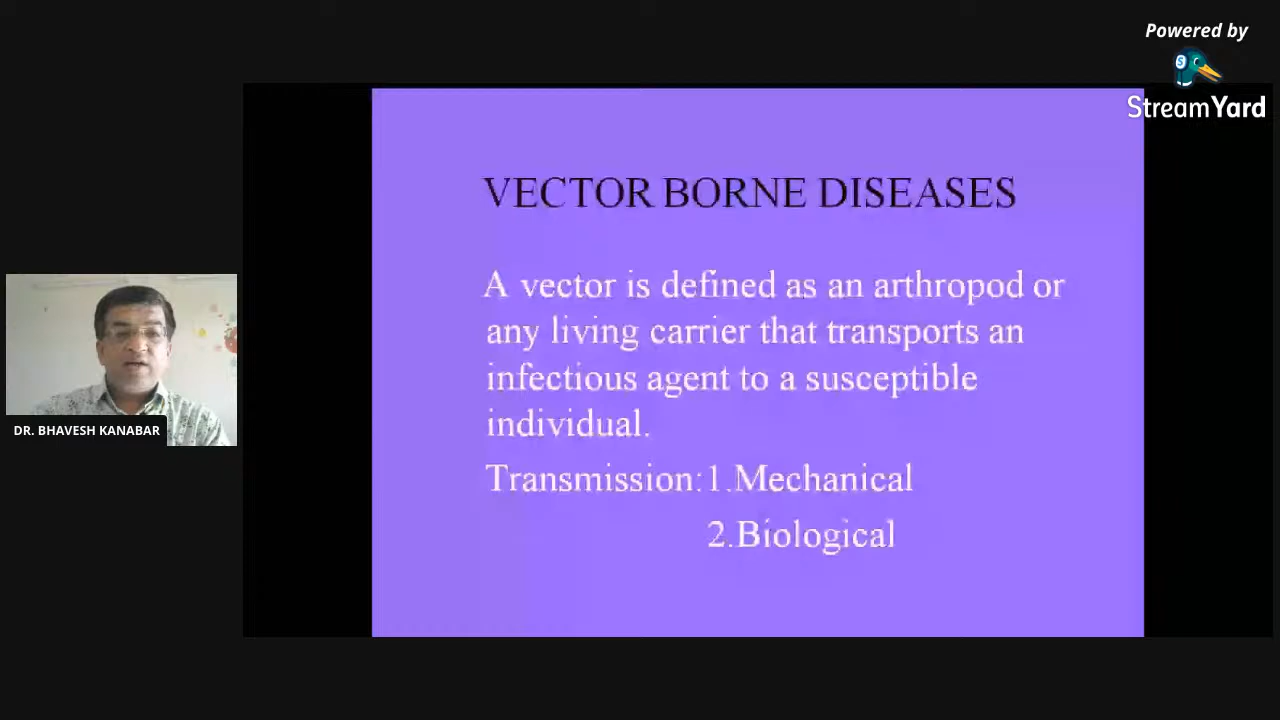 Powered by
StreamYard
VECTOR BORNE DISEASES
A vector is defined as an arthropod or
any living carrier that transports an
infectious agent to a susceptible
individual.
Transmission:1.Mechanical
2.Biological
DR. BHAVESH KANABAR